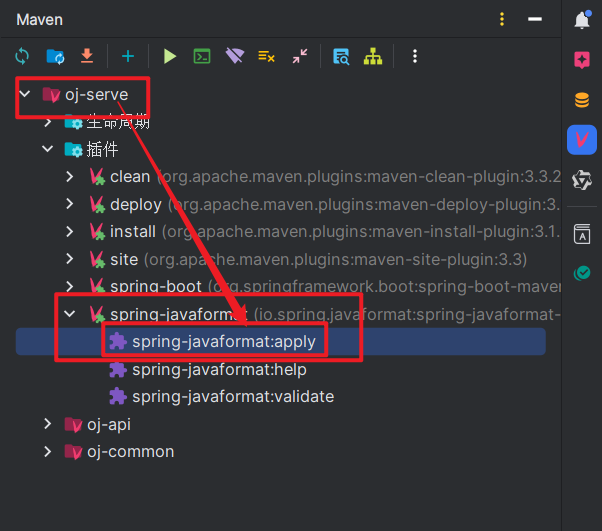 Maven
oj-serve
生命周期
插件
clean (org.apache.maven.plugins:maven-clean-plugin:3.3.2
deploy (org.apache.maven.plugins:maven-deploy-plugin:3.
install (org.apache.maven.plugins:maven-install-plugin:3.1.
site (org.apache.maven.plugins:maven-site-plugin:3.3)
spring-boot (org.springframework.boot:spring-boot-maven
spring-javaformat (io.spring.javaformat:spring-javaformat-
spring-javaformat:apply
spring-javaformat:help
spring-javaformat:validate
oj-api
oj-common